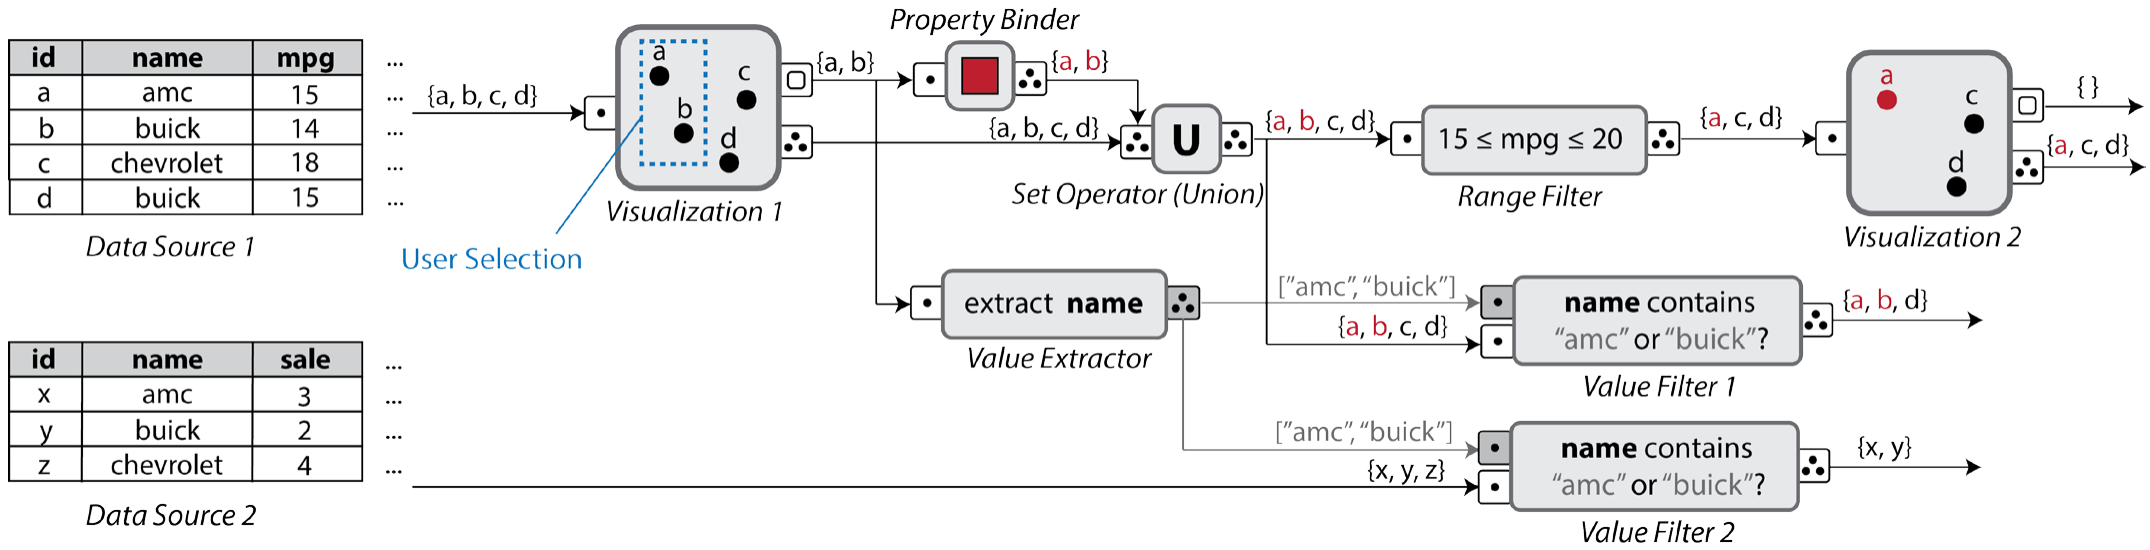 Property Binder
id name mpg ...
a amc 15 ...
b buick 14 ...
c chevrolet 18 ...
d buick 15 ...
Data Source 1
{a, b, c, d}
a
b
c
d
Visualization 1
User Selection
{a, b}
{a, b}
{a, b, c, d}
U
Set Operator (Union)
{a, b, c, d}
15 ≤ mpg ≤ 20
Range Filter
{a, c, d}
a
c
d
Visualization 2
{ }
{a, c, d}
extract name
Value Extractor
["amc", "buick"]
{a, b, c, d}
name contains
"amc" or "buick"?
Value Filter 1
{a, b, d}
id name sale ...
x amc 3 ...
y buick 2 ...
z chevrolet 4 ...
Data Source 2
["amc", "buick"]
{x, y, z}
name contains
"amc" or "buick"?
Value Filter 2
{x, y}